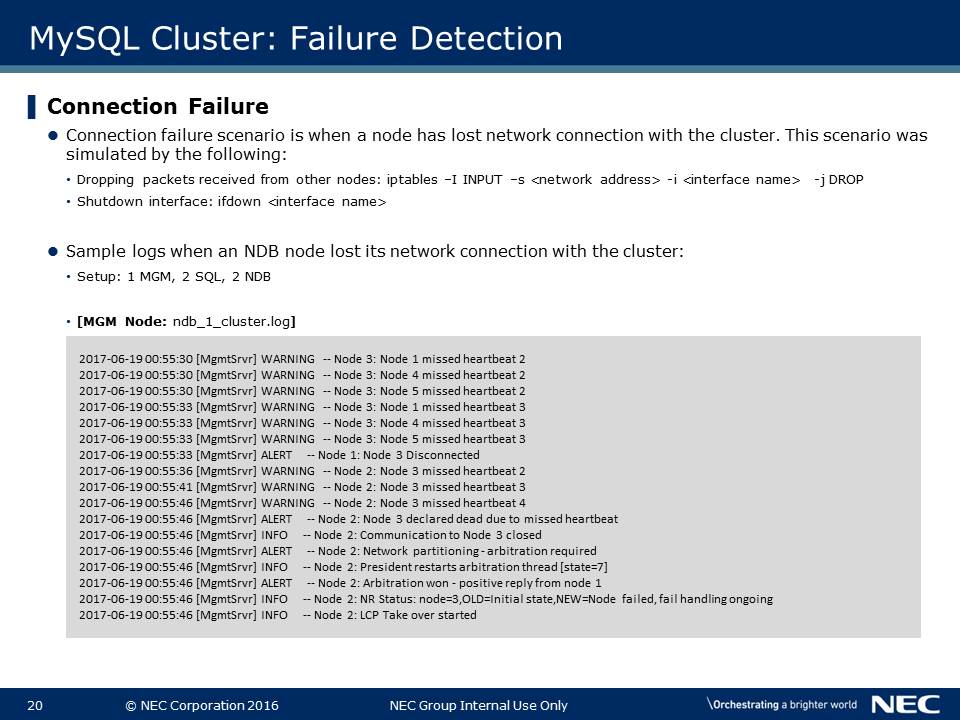 MySQL Cluster: Failure Detection
Connection Failure
Connection failure scenario is when a node has lost network connection with the cluster. This scenario was
simulated by the following:
• Dropping packets received from other nodes: iptables –I INPUT –s <network address> -i <interface name> -j DROP
• Shutdown interface: ifdown <interface name>
Sample logs when an NDB node lost its network connection with the cluster:
• Setup: 1 MGM, 2 SQL, 2 NDB
• [MGM Node: ndb_1_cluster.log]
2017-06-19 00:55:30 [MgmtSrvr] WARNING -- Node 3: Node 1 missed heartbeat 2
2017-06-19 00:55:30 [MgmtSrvr] WARNING -- Node 3: Node 4 missed heartbeat 2
2017-06-19 00:55:30 [MgmtSrvr] WARNING -- Node 3: Node 5 missed heartbeat 2
2017-06-19 00:55:33 [MgmtSrvr] WARNING -- Node 3: Node 1 missed heartbeat 3
2017-06-19 00:55:33 [MgmtSrvr] WARNING -- Node 3: Node 4 missed heartbeat 3
2017-06-19 00:55:33 [MgmtSrvr] WARNING -- Node 3: Node 5 missed heartbeat 3
2017-06-19 00:55:33 [MgmtSrvr] ALERT -- Node 1: Node 3 Disconnected
2017-06-19 00:55:36 [MgmtSrvr] WARNING -- Node 2: Node 3 missed heartbeat 2
2017-06-19 00:55:41 [MgmtSrvr] WARNING -- Node 2: Node 3 missed heartbeat 3
2017-06-19 00:55:46 [MgmtSrvr] WARNING -- Node 2: Node 3 missed heartbeat 4
2017-06-19 00:55:46 [MgmtSrvr] ALERT -- Node 2: Node 3 declared dead due to missed heartbeat
2017-06-19 00:55:46 [MgmtSrvr] INFO -- Node 2: Communication to Node 3 closed
2017-06-19 00:55:46 [MgmtSrvr] ALERT -- Node 2: Network partitioning - arbitration required
2017-06-19 00:55:46 [MgmtSrvr] INFO -- Node 2: President restarts arbitration thread [state=7]
2017-06-19 00:55:46 [MgmtSrvr] ALERT -- Node 2: Arbitration won - positive reply from node 1
2017-06-19 00:55:46 [MgmtSrvr] INFO -- Node 2: NR Status: node=3,OLD=Initial state,NEW=Node failed, fail handling ongoing
2017-06-19 00:55:46 [MgmtSrvr] INFO -- Node 2: LCP Take over started
20 © NEC Corporation 2016 NEC Group Internal Use Only \Orchestrating a brighter world NEC